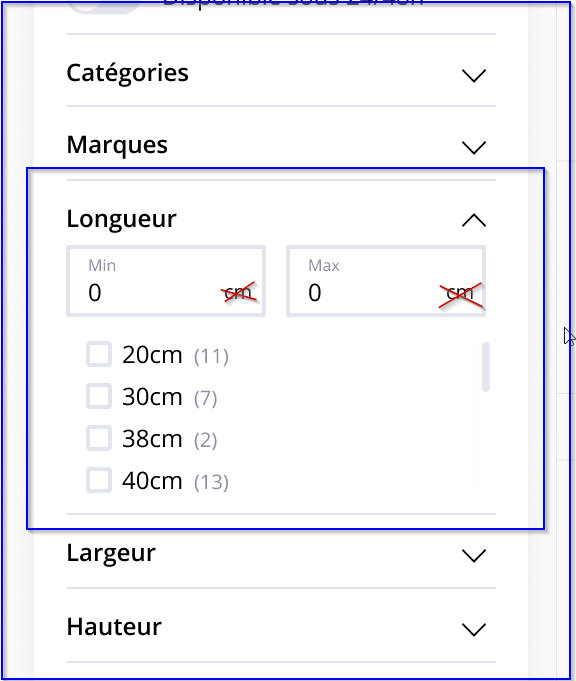 Disponible sous 24/48h
Catégories
Marques
Longueur
Min
Max
0 cm
0 cm
20cm (11)
30cm (7)
38cm (2)
40cm (13)
Largeur
Hauteur